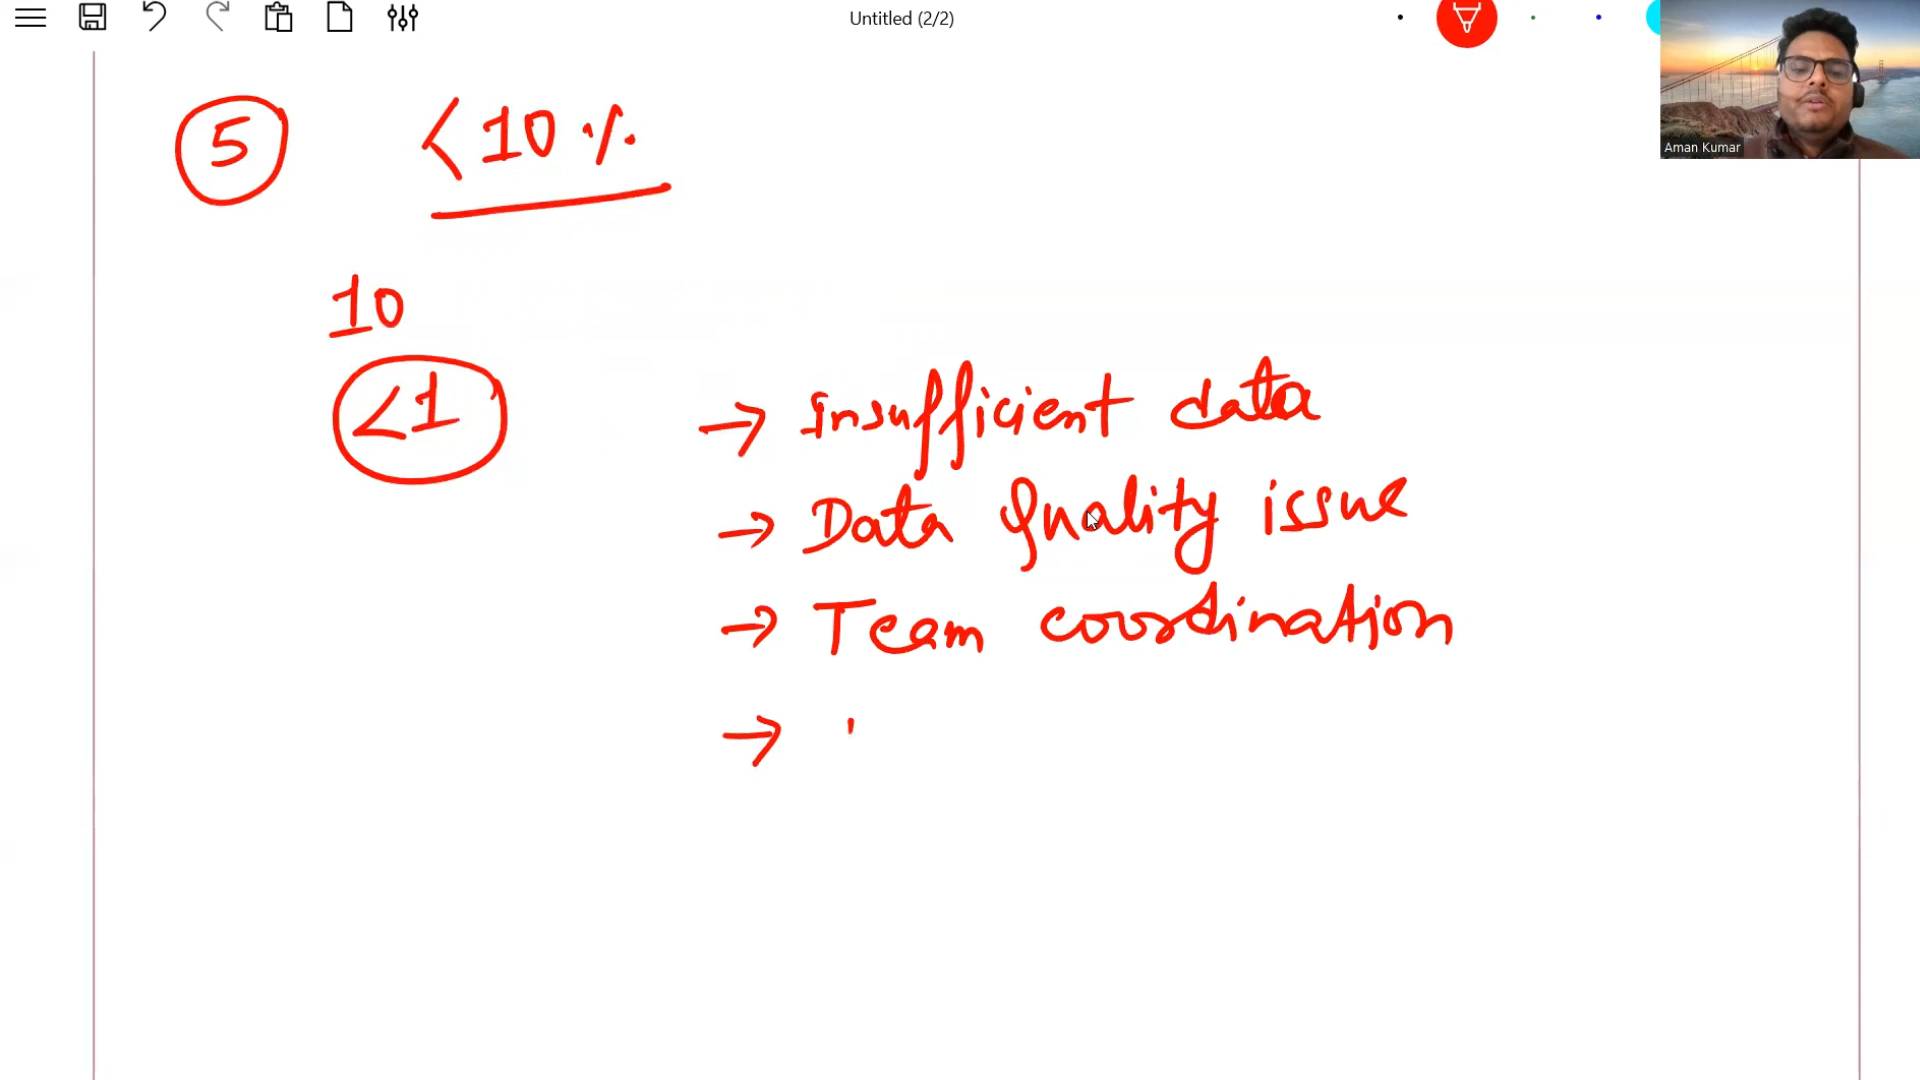 Untitled (2/2)
Aman Kumar
5 <10%
10
<1
→ Insufficient data
→ Data Quality issue
→ Team coordination
→